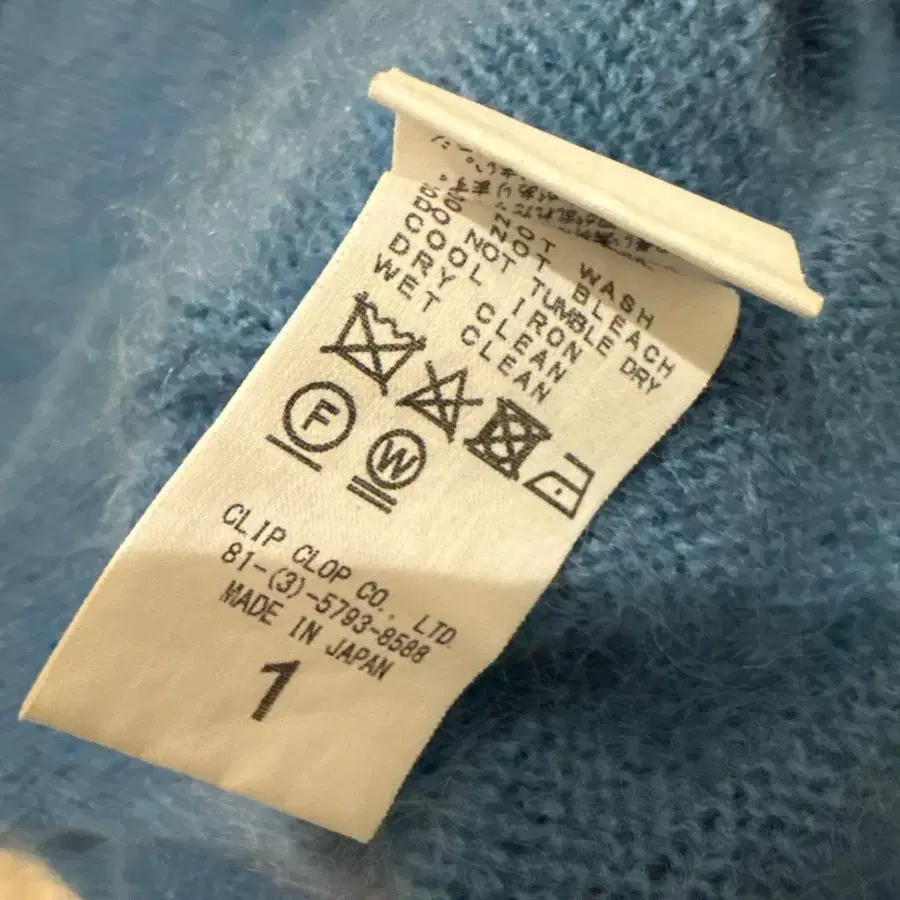 DO NOT WASH
DO NOT BLEACH
DO NOT TUMBLE DRY
COOL IRON
DRY CLEAN
WET CLEAN
F
W
CLIP CLOP CO., LTD.
81-(3)-5793-8588
MADE IN JAPAN
1